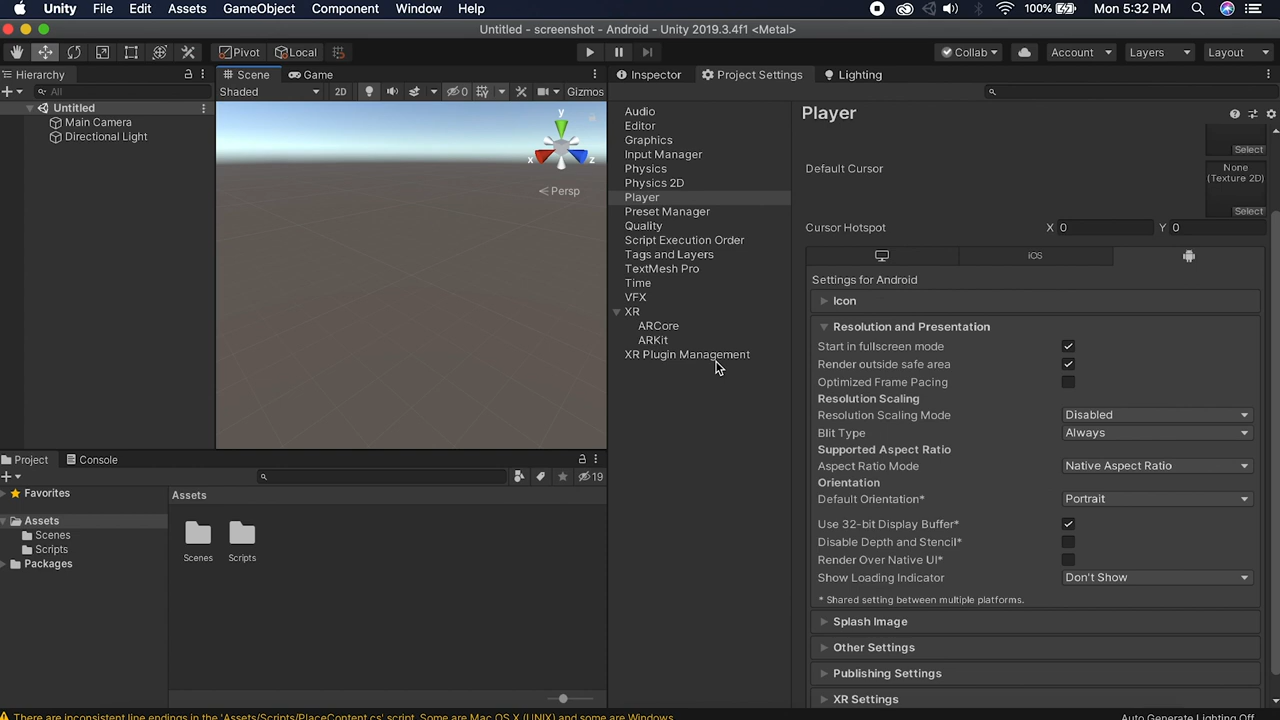 Unity File Edit Assets GameObject Component Window Help 100% Mon 5:32 PM
Untitled - screenshot - Android - Unity 2019.3.4f1 <Metal>
Pivot Local Collab Account Layers Layout
Hierarchy Scene Game Inspector Project Settings Lighting
All Shaded 2D 0 Gizmos
Untitled
Main Camera
Directional Light
y
x z
Persp
Audio
Editor
Graphics
Input Manager
Physics
Physics 2D
Player
Preset Manager
Quality
Script Execution Order
Tags and Layers
TextMesh Pro
Time
VFX
XR
ARCore
ARKit
XR Plugin Management
Player
Select
Default Cursor None
(Texture 2D)
Select
Cursor Hotspot X 0 Y 0
iOS
Settings for Android
Icon
Resolution and Presentation
Start in fullscreen mode
Render outside safe area
Optimized Frame Pacing
Resolution Scaling
Resolution Scaling Mode Disabled
Blit Type Always
Supported Aspect Ratio
Aspect Ratio Mode Native Aspect Ratio
Orientation
Default Orientation* Portrait
Use 32-bit Display Buffer*
Disable Depth and Stencil*
Render Over Native UI*
Show Loading Indicator Don't Show
* Shared setting between multiple platforms.
Splash Image
Other Settings
Publishing Settings
XR Settings
Project Console
19
Favorites
Assets
Scenes
Scripts
Packages
Assets
Scenes Scripts
There are inconsistent line endings in the 'Assets/Scripts/PlaceContent.cs' script. Some are Mac OS X (UNIX) and some are Windows.
Auto Generate Lighting Off